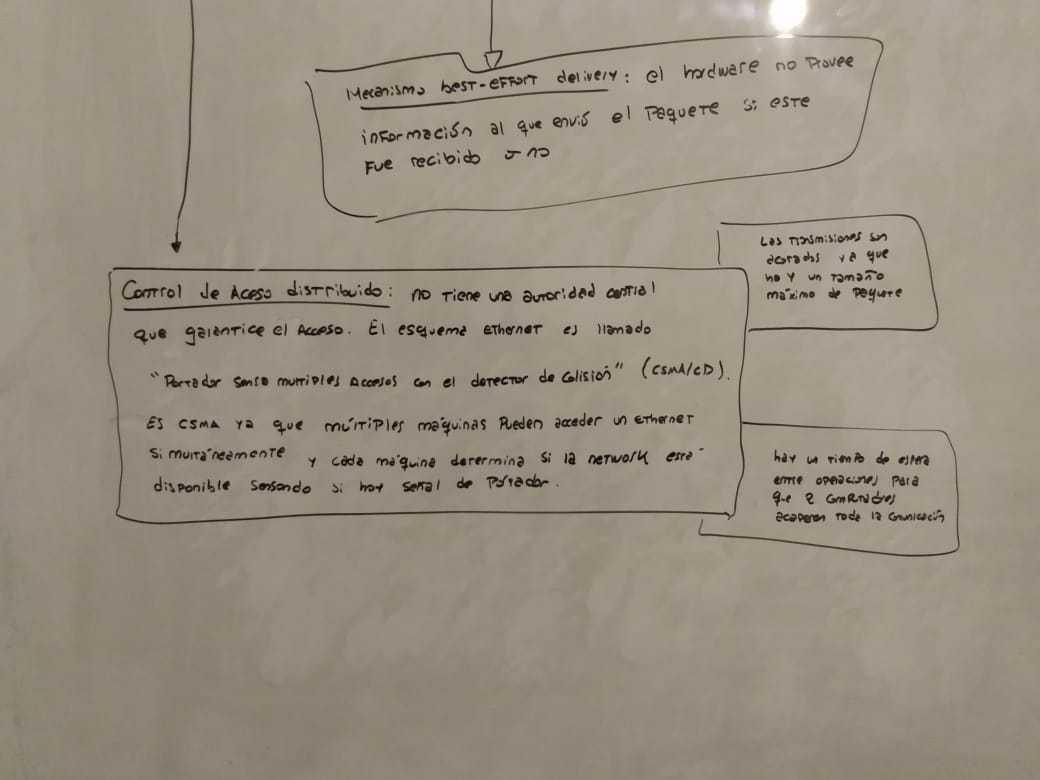 Mecanismo best-effort delivery: el hardware no provee
información al que envió el paquete si este
fue recibido o no
Las transmisiones son
acotadas ya que
hay un tamaño
máximo de paquete
Control de Aceso distribuido: no tiene una autoridad central
que garantice el Acceso. El esquema ethernet es llamado
"Portador senso multiples Accesos con el detector de Colisión" (CSMA/CD).
Es CSMA ya que múltiples máquinas pueden acceder un Ethernet
simultáneamente y cada máquina determina si la network está
disponible sensando si hay señal de Portador.
hay un tiempo de espera
entre operaciones para
que 2 computadores
acaparen toda la comunicación